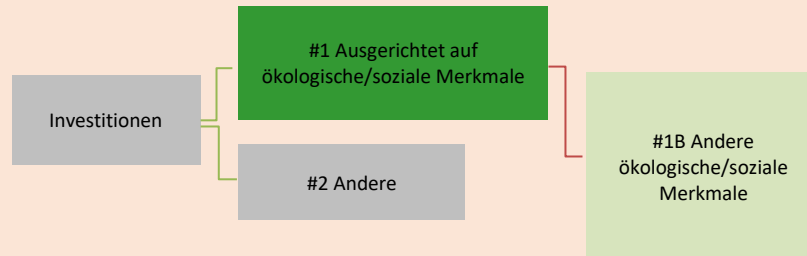 Investitionen
#1 Ausgerichtet auf
ökologische/soziale Merkmale
#2 Andere
#1B Andere
ökologische/soziale
Merkmale